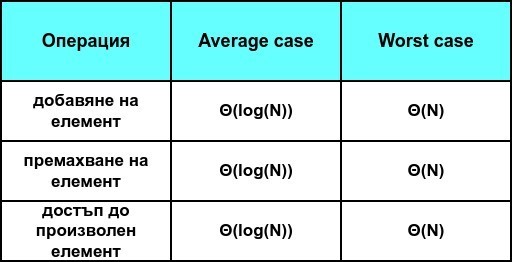 Операция Average case Worst case
добавяне на
елемент Θ(log(N)) Θ(N)
премахване на
елемент Θ(log(N)) Θ(N)
достъп до
произволен Θ(log(N)) Θ(N)
елемент